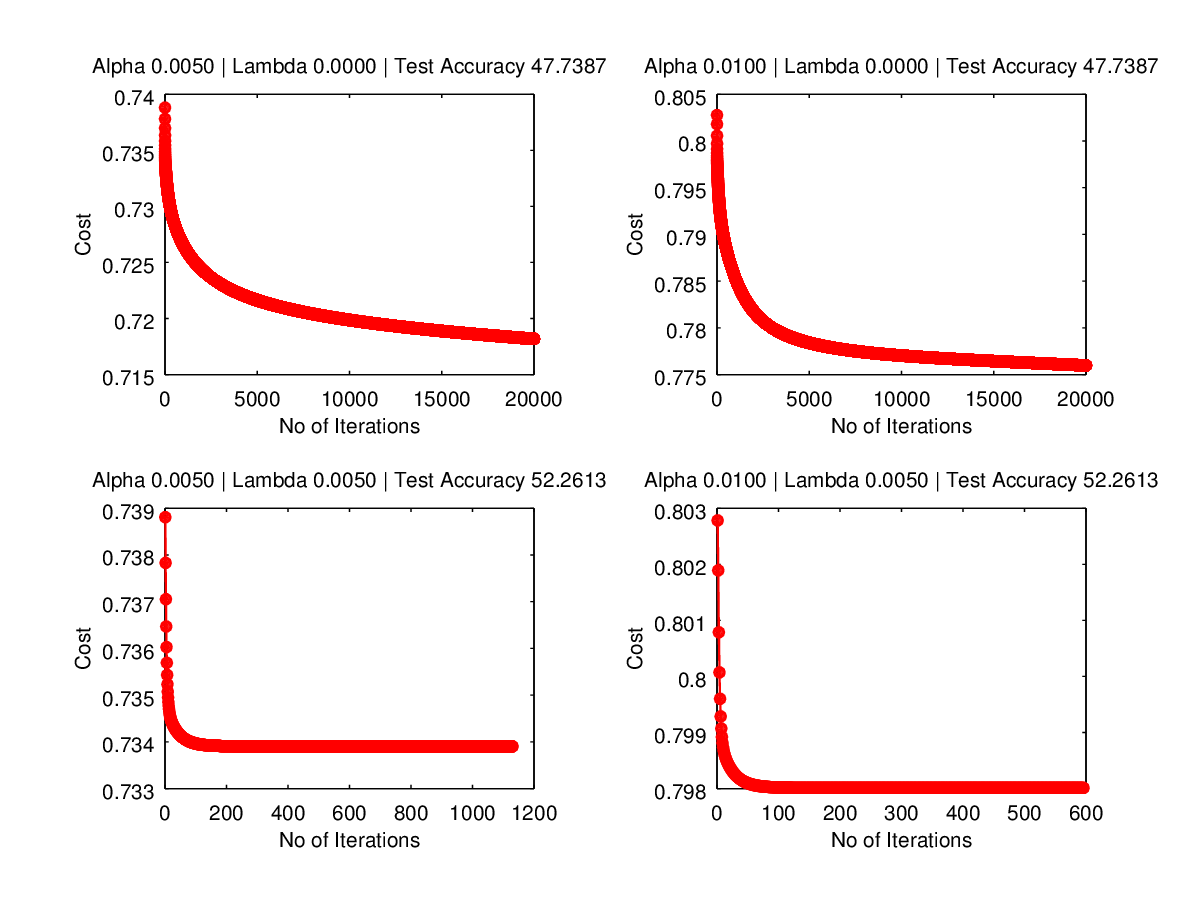 Alpha 0.0050 | Lambda 0.0000 | Test Accuracy 47.7387
0.74
0.735
0.73
0.725
0.72
0.715
Cost
0 5000 10000 15000 20000
No of Iterations
Alpha 0.0100 | Lambda 0.0000 | Test Accuracy 47.7387
0.805
0.8
0.795
0.79
0.785
0.78
0.775
Cost
0 5000 10000 15000 20000
No of Iterations
Alpha 0.0050 | Lambda 0.0050 | Test Accuracy 52.2613
0.739
0.738
0.737
0.736
0.735
0.734
0.733
Cost
0 200 400 600 800 1000 1200
No of Iterations
Alpha 0.0100 | Lambda 0.0050 | Test Accuracy 52.2613
0.803
0.802
0.801
0.8
0.799
0.798
Cost
0 100 200 300 400 500 600
No of Iterations